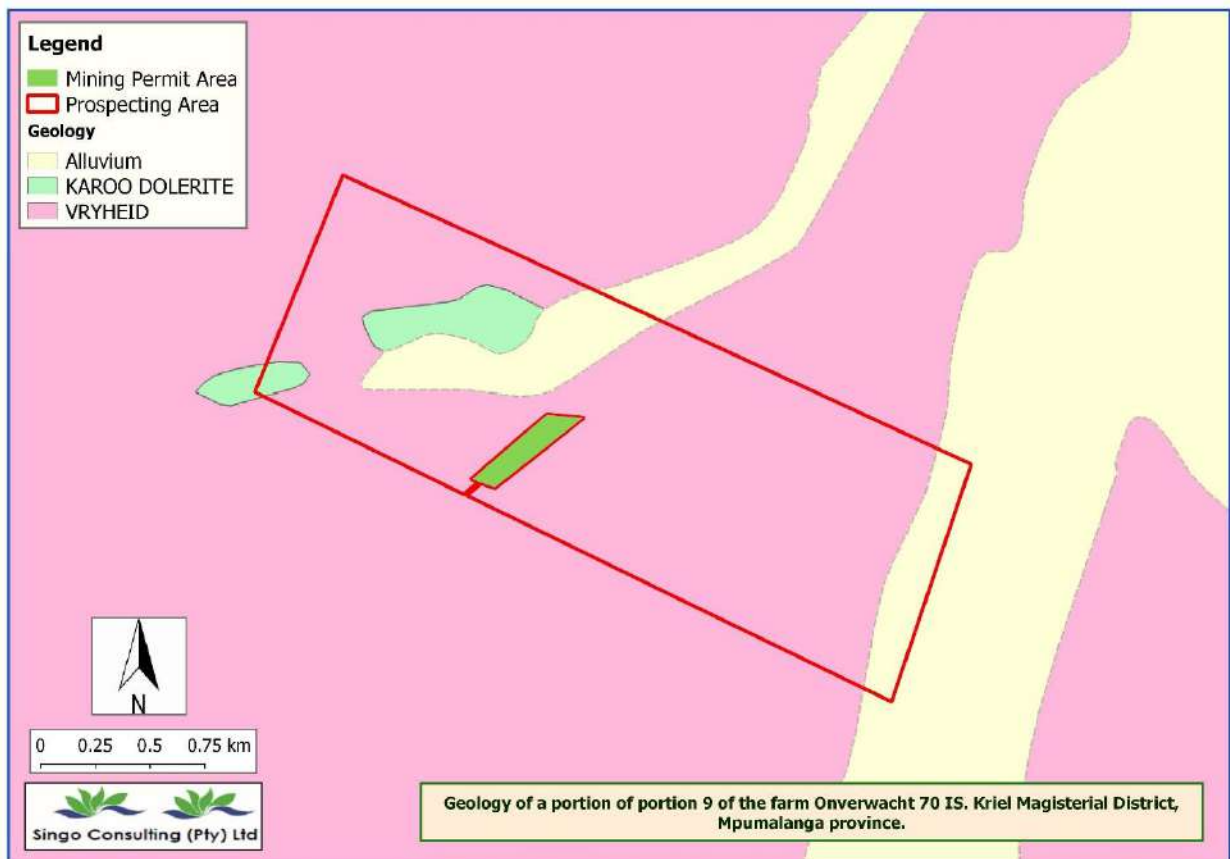 Legend
Mining Permit Area
Prospecting Area
Geology
Alluvium
KAROO DOLERITE
VRYHEID
N
0 0.25 0.5 0.75 km
Singo Consulting (Pty) Ltd
Geology of a portion of portion 9 of the farm Onverwacht 70 IS. Kriel Magisterial District,
Mpumalanga province.